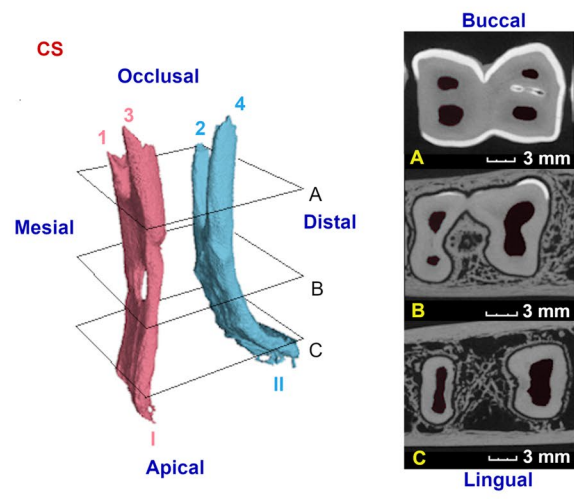 CS
Occlusal
1
3
2
4
A
Mesial
Distal
B
C
I
II
Apical
Buccal
A
3 mm
B
3 mm
C
3 mm
Lingual